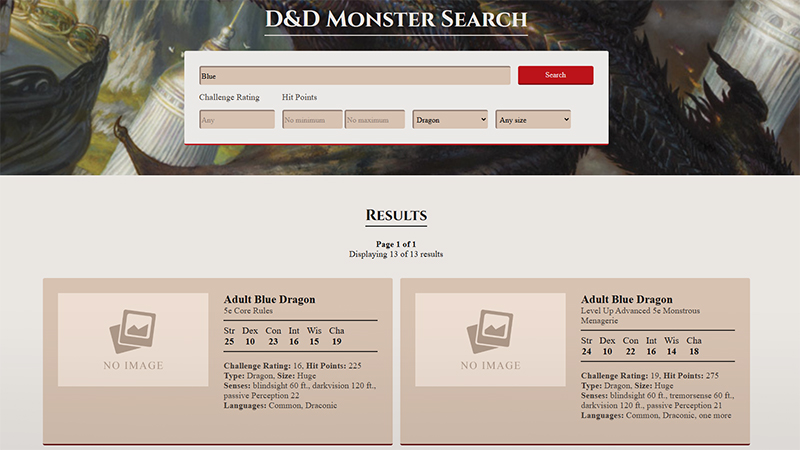 D&D Monster Search
Blue
Search
Challenge Rating
Hit Points
Any
No minimum
No maximum
Dragon
Any size
Results
Page 1 of 1
Displaying 13 of 13 results
NO IMAGE
Adult Blue Dragon
5e Core Rules
Str Dex Con Int Wis Cha
25 10 23 16 15 19
Challenge Rating: 16, Hit Points: 225
Type: Dragon, Size: Huge
Senses: blindsight 60 ft., darkvision 120 ft.,
passive Perception 22
Languages: Common, Draconic
NO IMAGE
Adult Blue Dragon
Level Up Advanced 5e Monstrous
Menagerie
Str Dex Con Int Wis Cha
24 10 22 16 14 18
Challenge Rating: 19, Hit Points: 275
Type: Dragon, Size: Huge
Senses: blindsight 60 ft., tremorsense 60 ft.,
darkvision 120 ft., passive Perception 21
Languages: Common, Draconic, one more